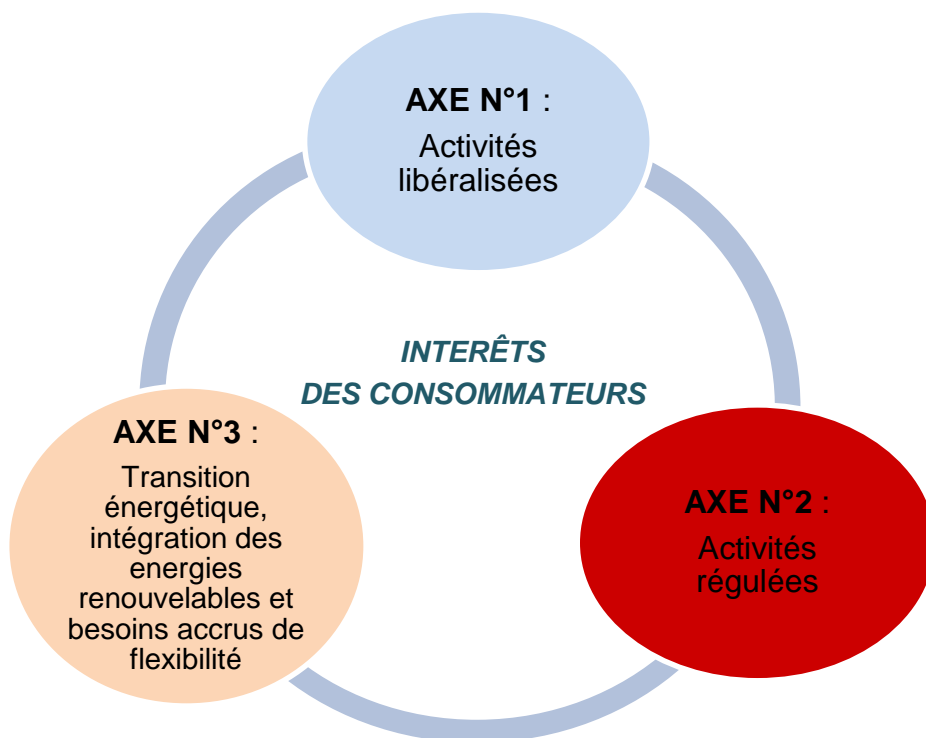 AXE N°1 :
Activités
libéralisées
INTERÊTS
DES CONSOMMATEURS
AXE N°3 :
Transition
énergétique,
intégration des
energies
renouvelables et
besoins accrus de
flexibilité
AXE N°2 :
Activités
régulées